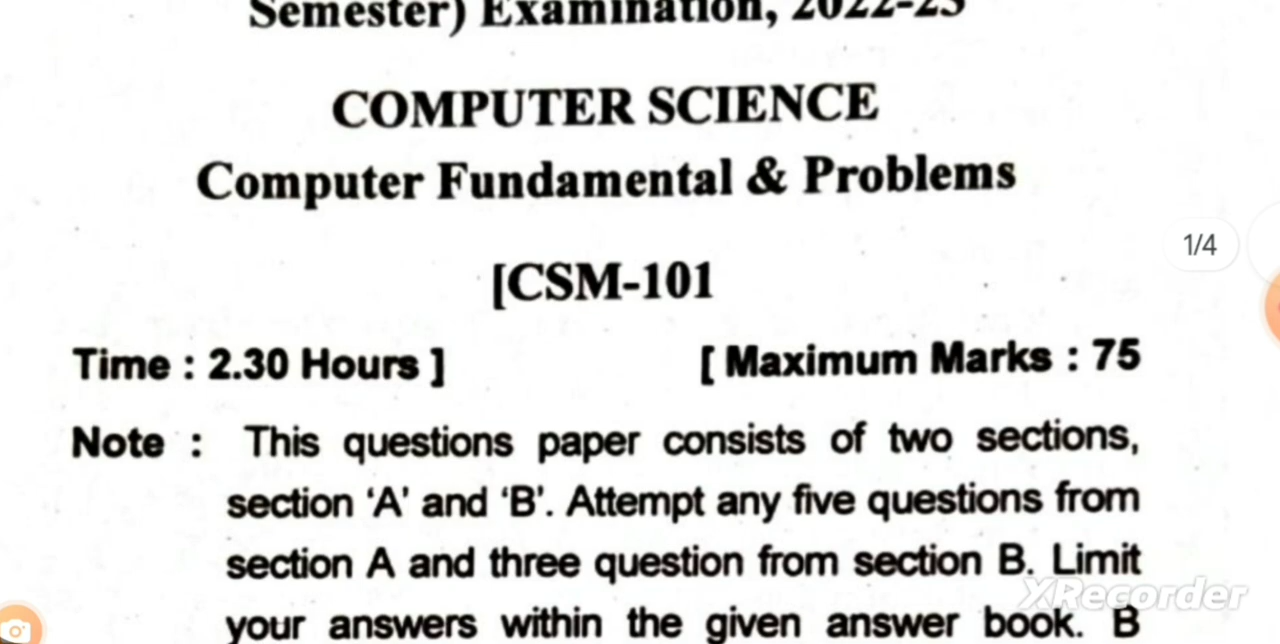 Semester) Examination, 2022-23
COMPUTER SCIENCE
Computer Fundamental & Problems
1/4
[CSM-101
Time : 2.30 Hours ] [ Maximum Marks : 75
Note : This questions paper consists of two sections,
section ‘A’ and ‘B’. Attempt any five questions from
section A and three question from section B. Limit
XRecorder
your answers within the given answer book. B